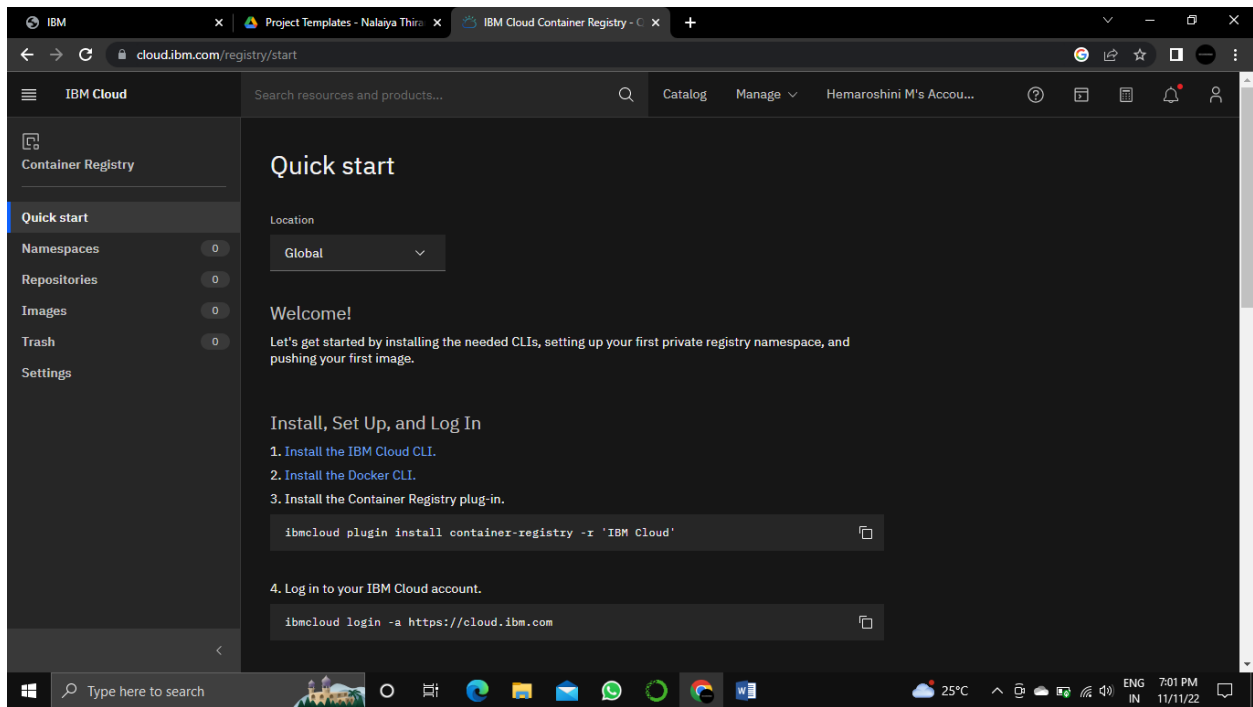 IBM
Project Templates - Nalaiya Thira
IBM Cloud Container Registry - C
cloud.ibm.com/registry/start
IBM Cloud
Search resources and products...
Catalog
Manage
Hemaroshini M's Accou...
Container Registry
Quick start
Namespaces 0
Repositories 0
Images 0
Trash 0
Settings
Quick start
Location
Global
Welcome!
Let's get started by installing the needed CLIs, setting up your first private registry namespace, and
pushing your first image.
Install, Set Up, and Log In
1. Install the IBM Cloud CLI.
2. Install the Docker CLI.
3. Install the Container Registry plug-in.
ibmcloud plugin install container-registry -r 'IBM Cloud'
4. Log in to your IBM Cloud account.
ibmcloud login -a https://cloud.ibm.com
Type here to search
25°C
ENG
IN
7:01 PM
11/11/22